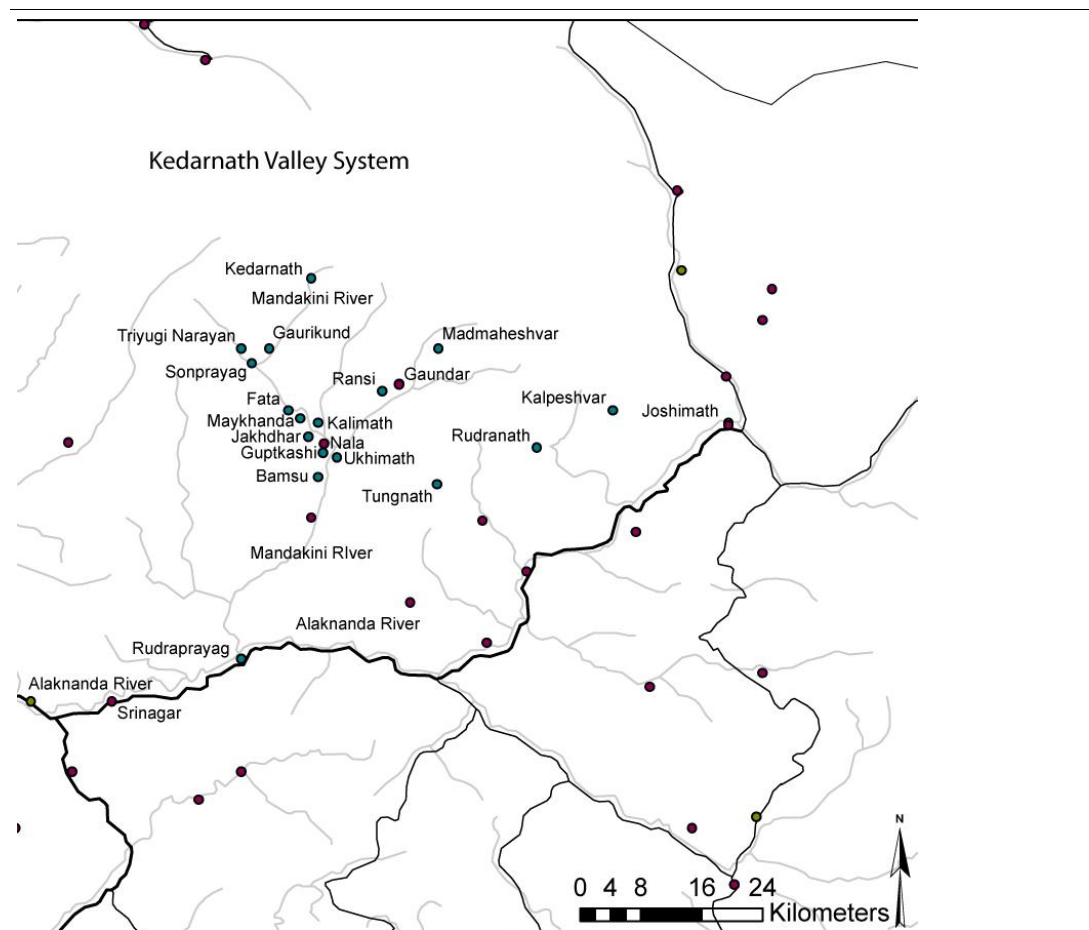 Kedarnath Valley System
Kedarnath
Mandakini River
Triyugi Narayan
Gaurikund
Madmaheshvar
Sonprayag
Ransi
Gaundar
Fata
Kalpeshvar
Maykhanda
Kalimath
Joshimath
Jakhdhar
Nala
Rudranath
Guptkashi
Ukhimath
Bamsu
Tungnath
Mandakini RIver
Alaknanda River
Rudraprayag
Alaknanda River
Srinagar
N
0 4 8 16 24
Kilometers